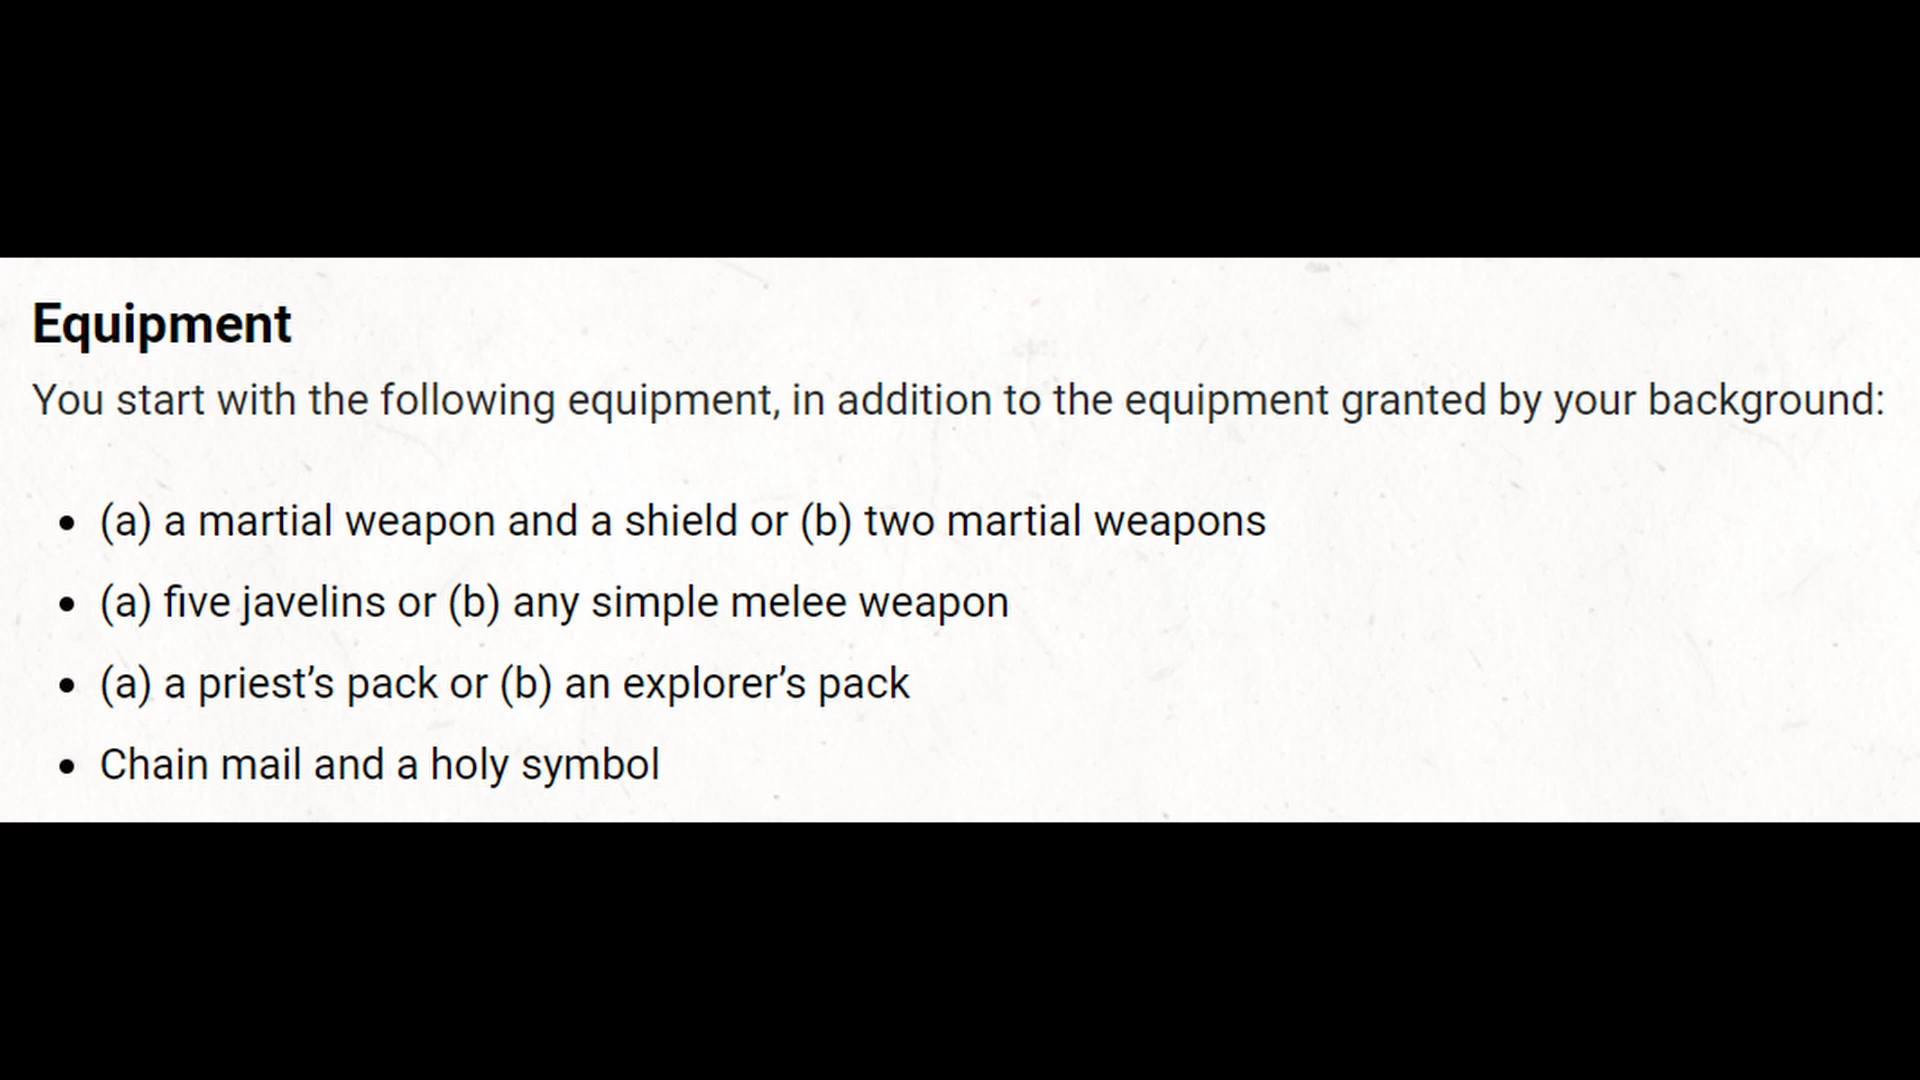 Equipment
You start with the following equipment, in addition to the equipment granted by your background:
• (a) a martial weapon and a shield or (b) two martial weapons
• (a) five javelins or (b) any simple melee weapon
• (a) a priest’s pack or (b) an explorer’s pack
• Chain mail and a holy symbol